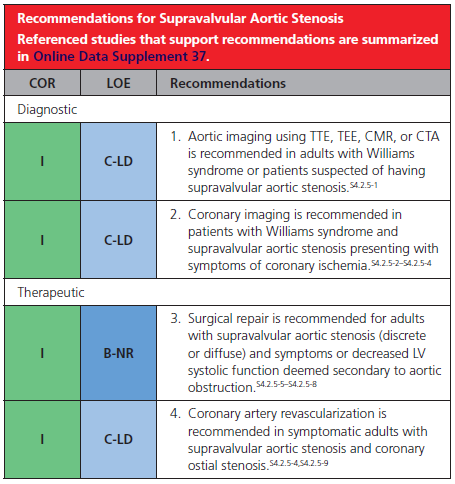 Recommendations for Supravalvular Aortic Stenosis
Referenced studies that support recommendations are summarized
in Online Data Supplement 37.
COR LOE Recommendations
Diagnostic
I C-LD 1. Aortic imaging using TTE, TEE, CMR, or CTA
is recommended in adults with Williams
syndrome or patients suspected of having
supravalvular aortic stenosis.S4.2.5-1
I C-LD 2. Coronary imaging is recommended in
patients with Williams syndrome and
supravalvular aortic stenosis presenting with
symptoms of coronary ischemia.S4.2.5-2–S4.2.5-4
Therapeutic
I B-NR 3. Surgical repair is recommended for adults
with supravalvular aortic stenosis (discrete
or diffuse) and symptoms or decreased LV
systolic function deemed secondary to aortic
obstruction.S4.2.5-5–S4.2.5-8
I C-LD 4. Coronary artery revascularization is
recommended in symptomatic adults with
supravalvular aortic stenosis and coronary
ostial stenosis.S4.2.5-4,S4.2.5-9